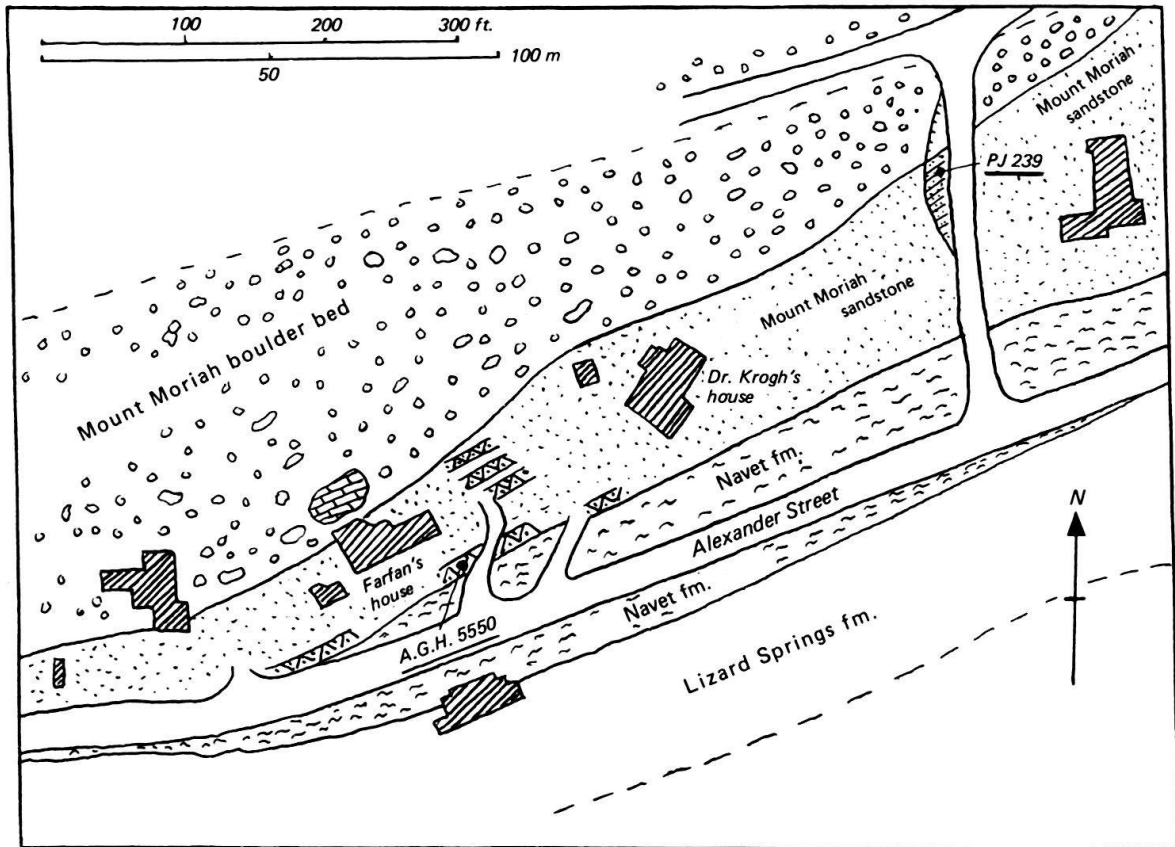 100 200 300 ft.
50 100 m
Mount Moriah
sandstone
PJ 239
Mount Moriah boulder bed
Mount Moriah
sandstone
Dr. Krogh's
house
Navet fm.
Alexander Street
N
Farfan's
house
A.G.H. 5550
Navet fm.
Lizard Springs fm.